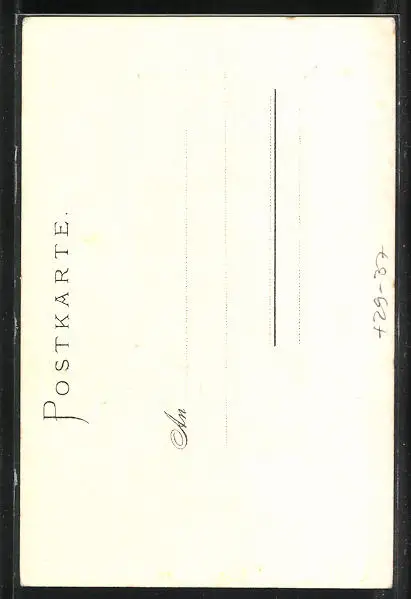 POSTKARTE.
An
+29-37